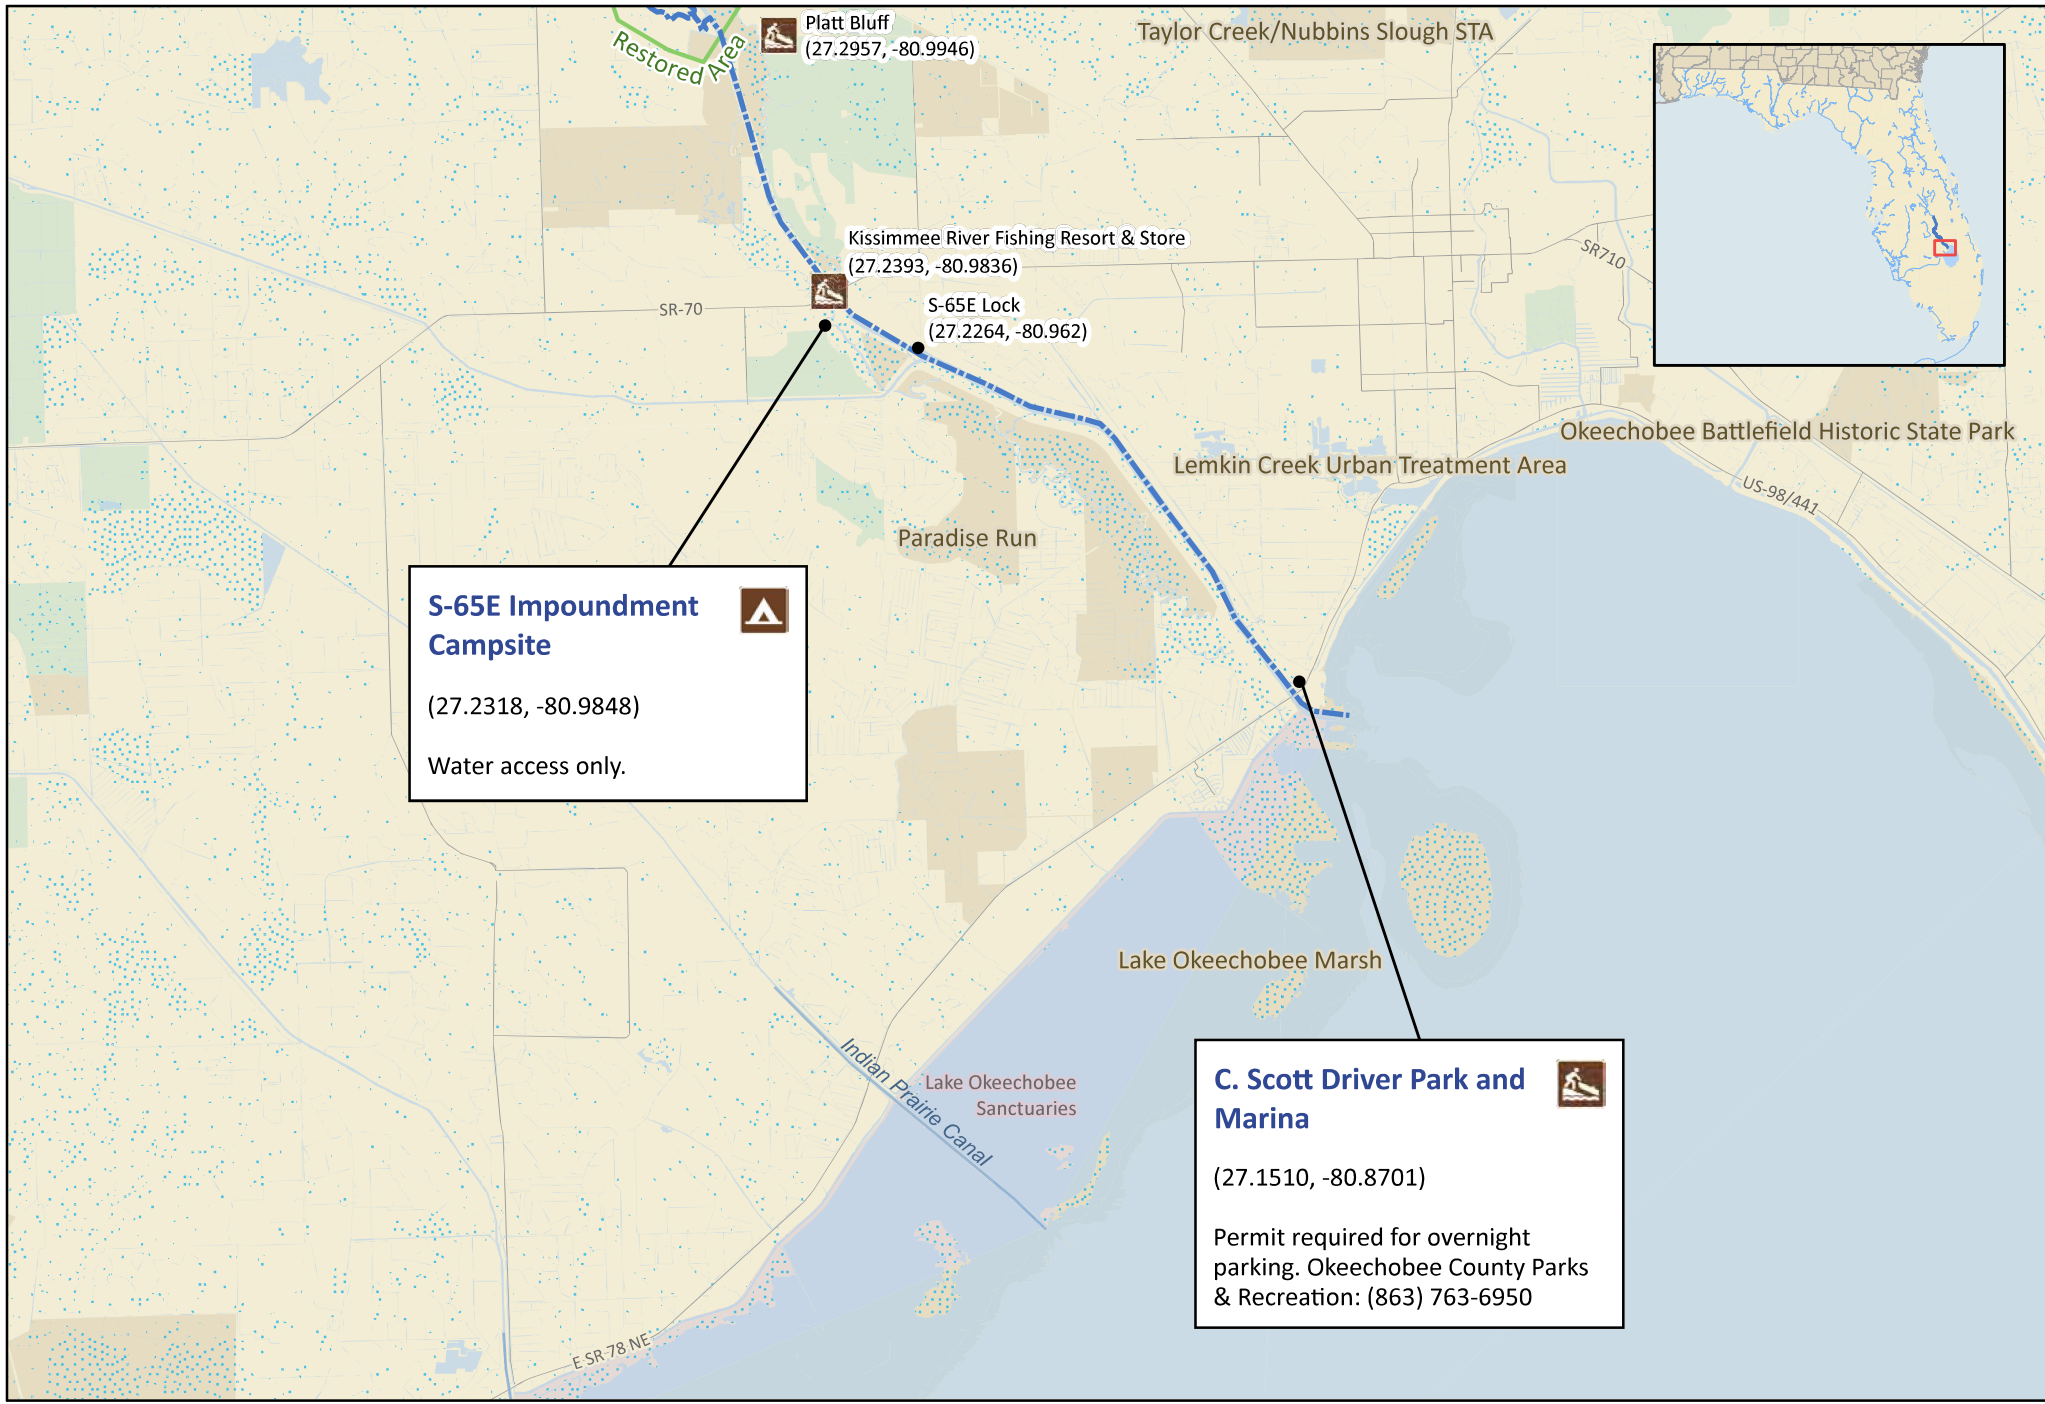 Platt Bluff
(27.2957, -80.9946)
Taylor Creek/Nubbins Slough STA
Restored Area
Kissimmee River Fishing Resort & Store
(27.2393, -80.9836)
SR710
SR-70
S-65E Lock
(27.2264, -80.962)
Okeechobee Battlefield Historic State Park
Lemkin Creek Urban Treatment Area
US-98/441
Paradise Run
S-65E Impoundment
Campsite
(27.2318, -80.9848)
Water access only.
Lake Okeechobee Marsh
Indian Prairie Canal
Lake Okeechobee
Sanctuaries
C. Scott Driver Park and
Marina
(27.1510, -80.8701)
Permit required for overnight
parking. Okeechobee County Parks
& Recreation: (863) 763-6950
E SR 78 NE